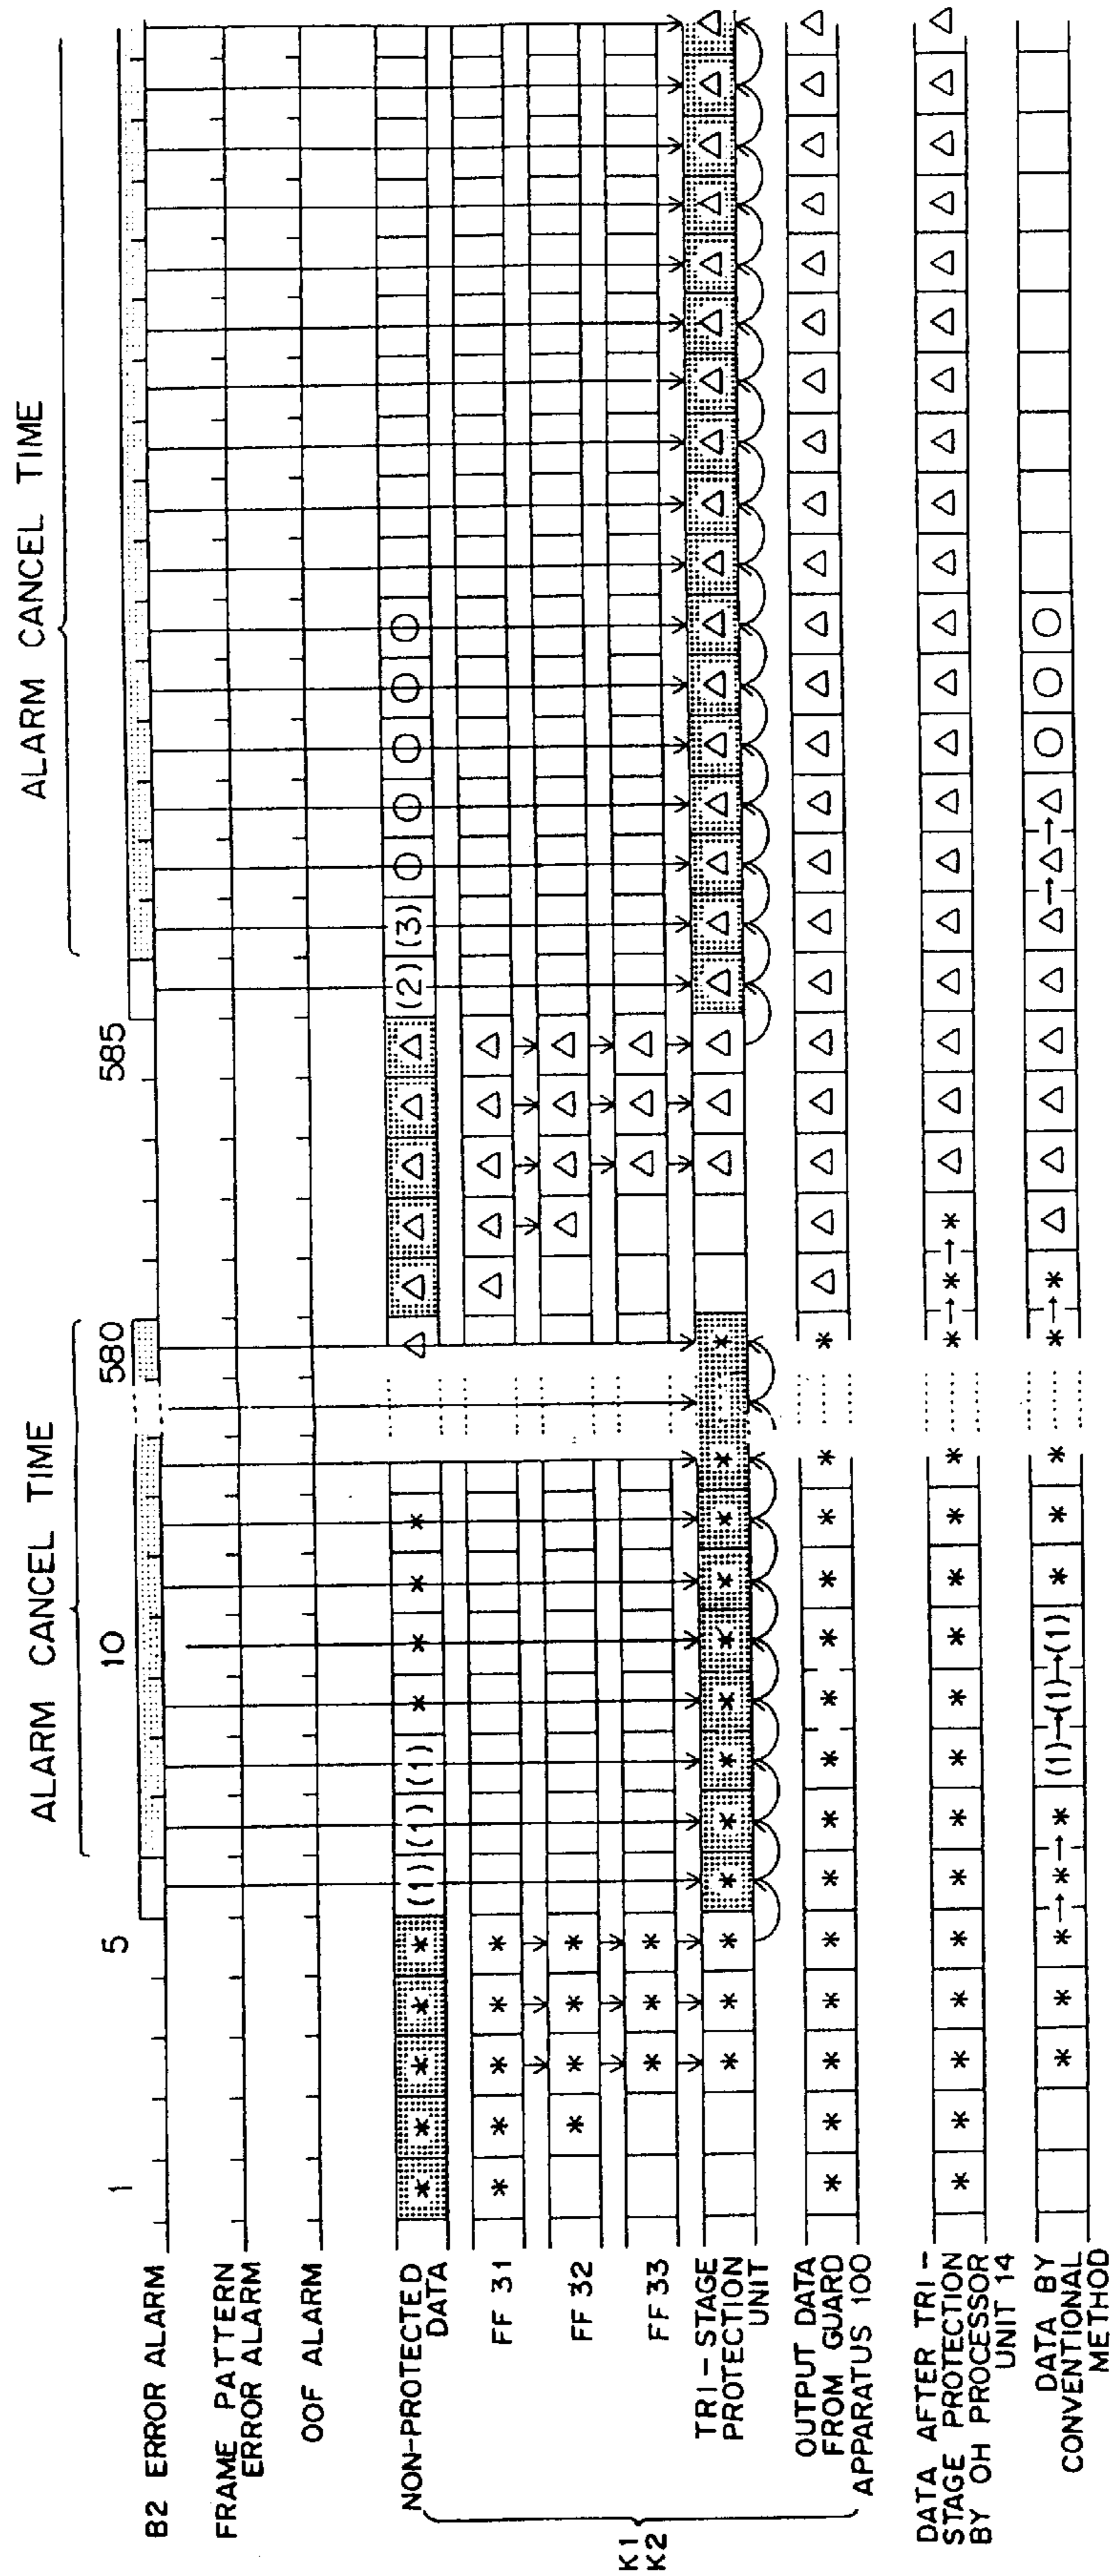 ALARM CANCEL TIME
ALARM CANCEL TIME
1 5 10 580 585
B2 ERROR ALARM
FRAME PATTERN
ERROR ALARM
OOF ALARM
NON-PROTECTED
DATA
* * * * * (1) (1) (1) * * * * △ △ △ △ △ △ (2) (3) ○ ○ ○ ○ ○
FF 31
* * * * * △ △ △ △ △
FF 32
* * * * △ △ △ △
FF 33
* * * △ △ △
TRI-STAGE
PROTECTION
UNIT
* * * * * * * * * * * * △ △ △ △ △ △ △ △ △ △ △ △ △ △ △ △ △ △ △ △
K1
K2
OUTPUT DATA
FROM GUARD
APPARATUS 100
* * * * * * * * * * * * * * △ △ △ △ △ △ △ △ △ △ △ △ △ △ △ △ △ △ △ △ △ △
DATA AFTER TRI-
STAGE PROTECTION
BY OH PROCESSOR
UNIT 14
* * * * * * * * * * * * * *→*→* △ △ △ △ △ △ △ △ △ △ △ △ △ △ △ △ △ △ △ △
DATA BY
CONVENTIONAL
METHOD
* * *→*→* (1)→(1)→(1) * * * *→* △ △ △ △ △ △→△→△ ○ ○ ○